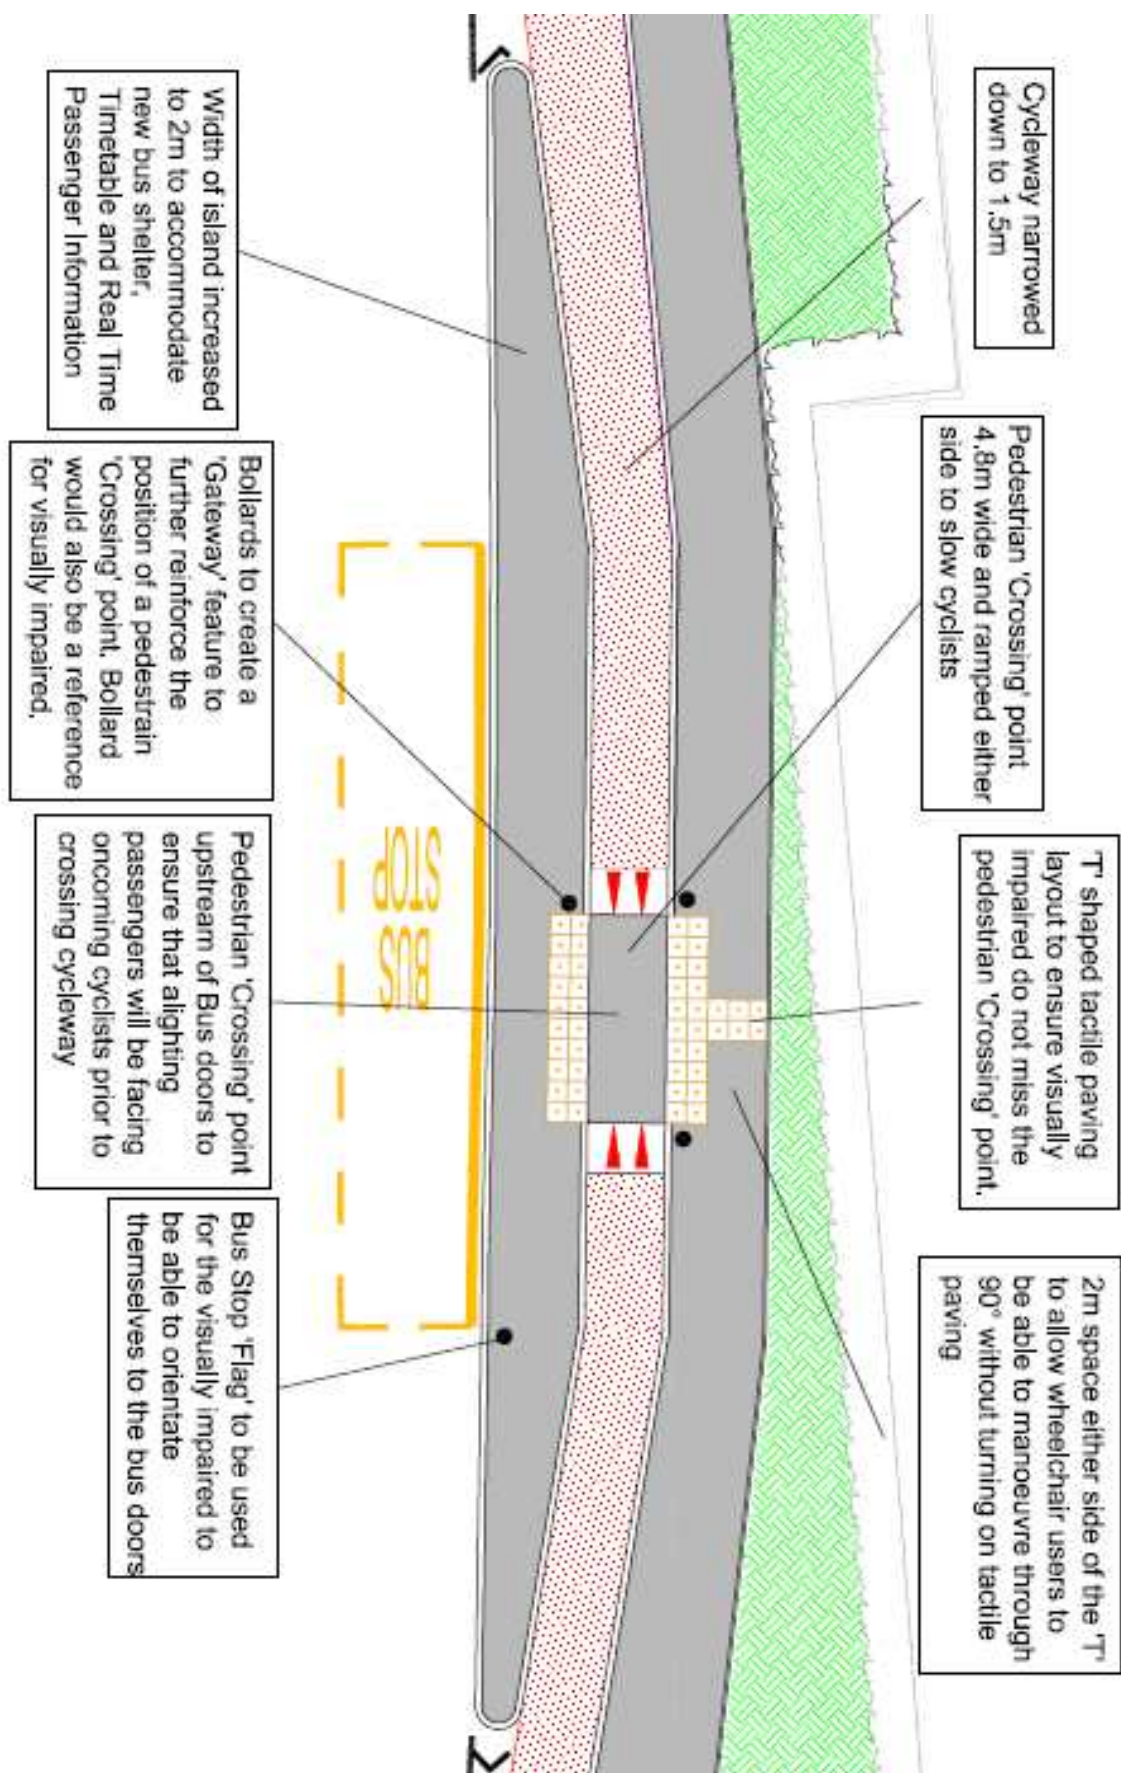 Cycleway narrowed
down to 1.5m
Pedestrian 'Crossing' point
4.8m wide and ramped either
side to slow cyclists
'T' shaped tactile paving
layout to ensure visually
impaired do not miss the
pedestrian 'Crossing' point.
2m space either side of the 'T'
to allow wheelchair users to
be able to manoeuvre through
90° without turning on tactile
paving
BUS
STOP
Width of island increased
to 2m to accommodate
new bus shelter,
Timetable and Real Time
Passenger Information
Bollards to create a
'Gateway' feature to
further reinforce the
position of a pedestrain
'Crossing' point. Bollard
would also be a reference
for visually impaired.
Pedestrian 'Crossing' point
upstream of Bus doors to
ensure that alighting
passengers will be facing
oncoming cyclists prior to
crossing cycleway
Bus Stop 'Flag' to be used
for the visually impaired to
be able to orientate
themselves to the bus doors